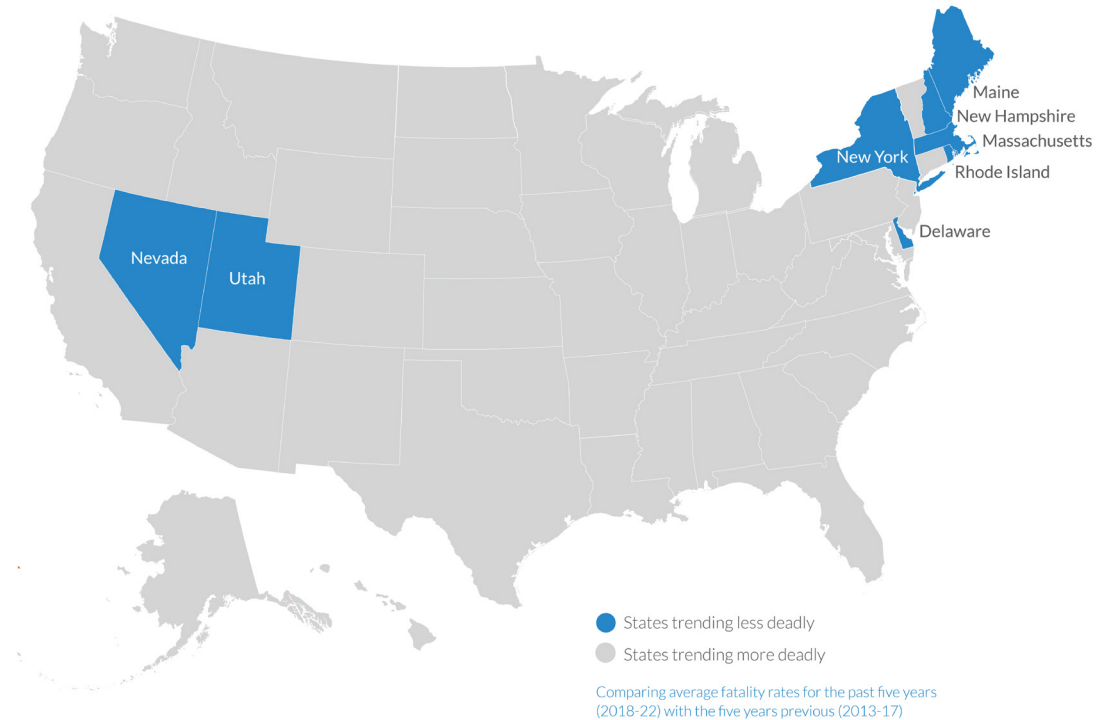 Maine
New Hampshire
Massachusetts
New York
Rhode Island
Delaware
Nevada
Utah
States trending less deadly
States trending more deadly
Comparing average fatality rates for the past five years
(2018-22) with the five years previous (2013-17)